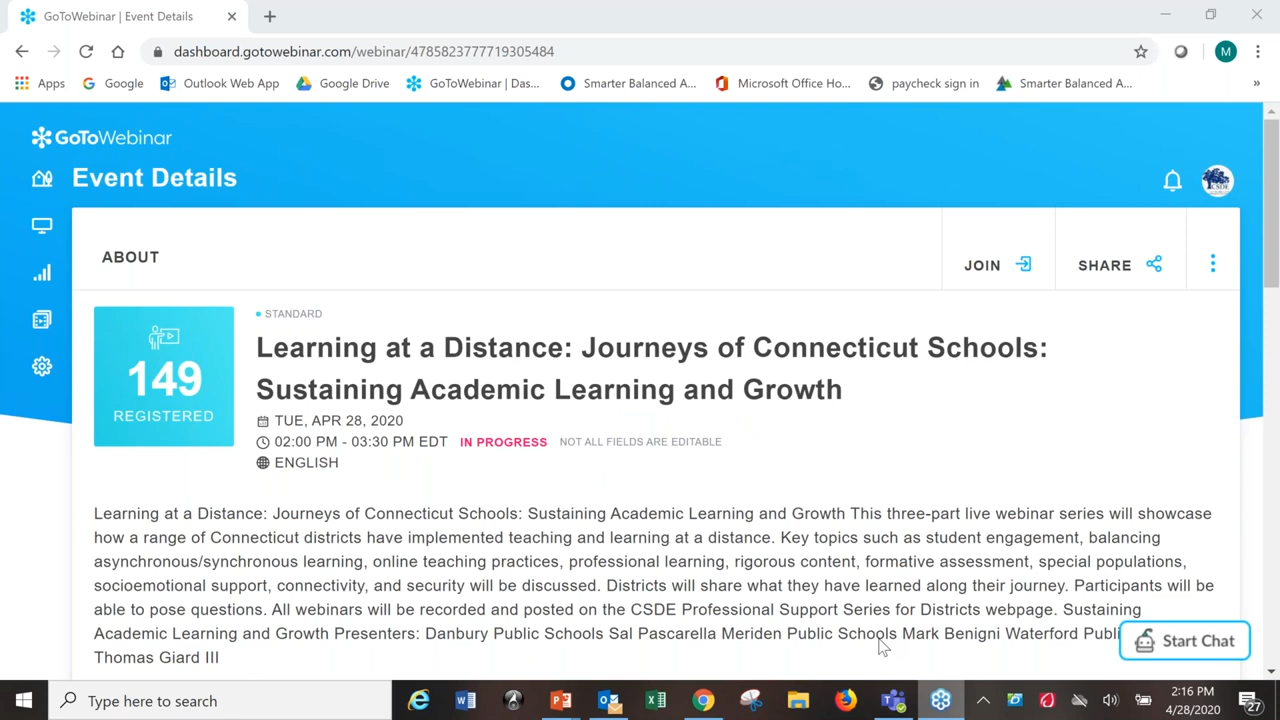 GoToWebinar | Event Details
dashboard.gotowebinar.com/webinar/4785823777719305484
M
Apps Google Outlook Web App Google Drive GoToWebinar | Das... Smarter Balanced A... Microsoft Office Ho... paycheck sign in Smarter Balanced A... »
GoToWebinar
Event Details
CSDE
ABOUT
JOIN
SHARE
149
REGISTERED
STANDARD
Learning at a Distance: Journeys of Connecticut Schools:
Sustaining Academic Learning and Growth
TUE, APR 28, 2020
02:00 PM - 03:30 PM EDT IN PROGRESS NOT ALL FIELDS ARE EDITABLE
ENGLISH
Learning at a Distance: Journeys of Connecticut Schools: Sustaining Academic Learning and Growth This three-part live webinar series will showcase
how a range of Connecticut districts have implemented teaching and learning at a distance. Key topics such as student engagement, balancing
asynchronous/synchronous learning, online teaching practices, professional learning, rigorous content, formative assessment, special populations,
socioemotional support, connectivity, and security will be discussed. Districts will share what they have learned along their journey. Participants will be
able to pose questions. All webinars will be recorded and posted on the CSDE Professional Support Series for Districts webpage. Sustaining
Academic Learning and Growth Presenters: Danbury Public Schools Sal Pascarella Meriden Public Schools Mark Benigni Waterford Publi
Thomas Giard III
Start Chat
Type here to search
2:16 PM
4/28/2020
27